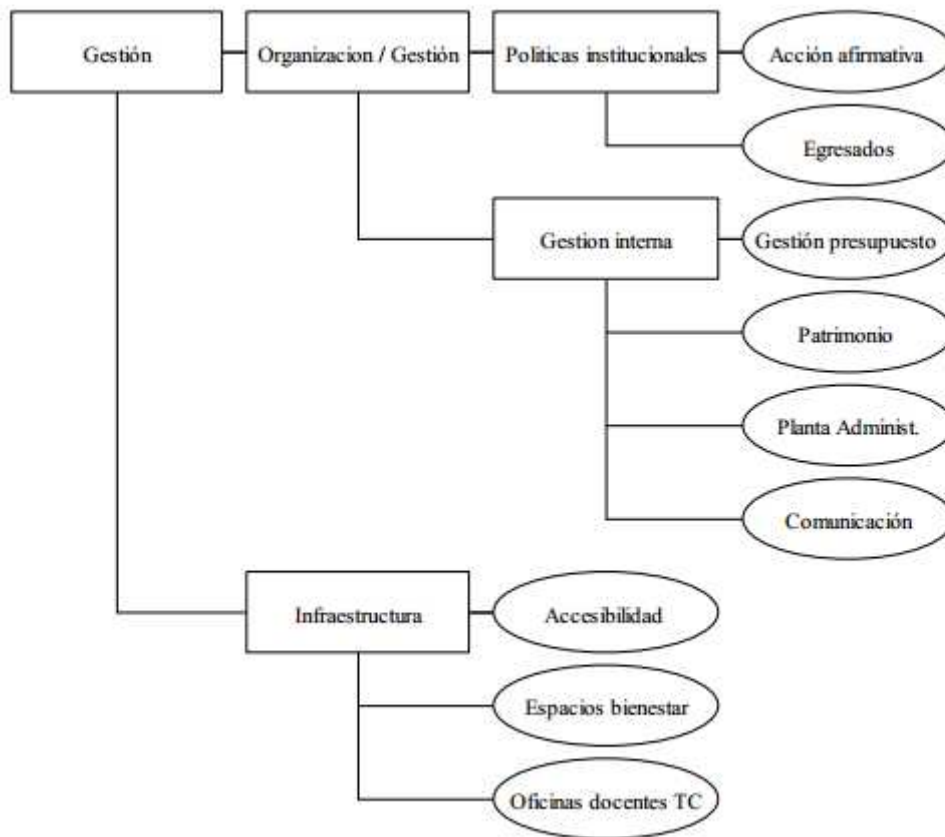 Gestión
Organizacion / Gestión
Politicas institucionales
Acción afirmativa
Egresados
Gestion interna
Gestión presupuesto
Patrimonio
Planta Administ.
Comunicación
Infraestructura
Accesibilidad
Espacios bienestar
Oficinas docentes TC